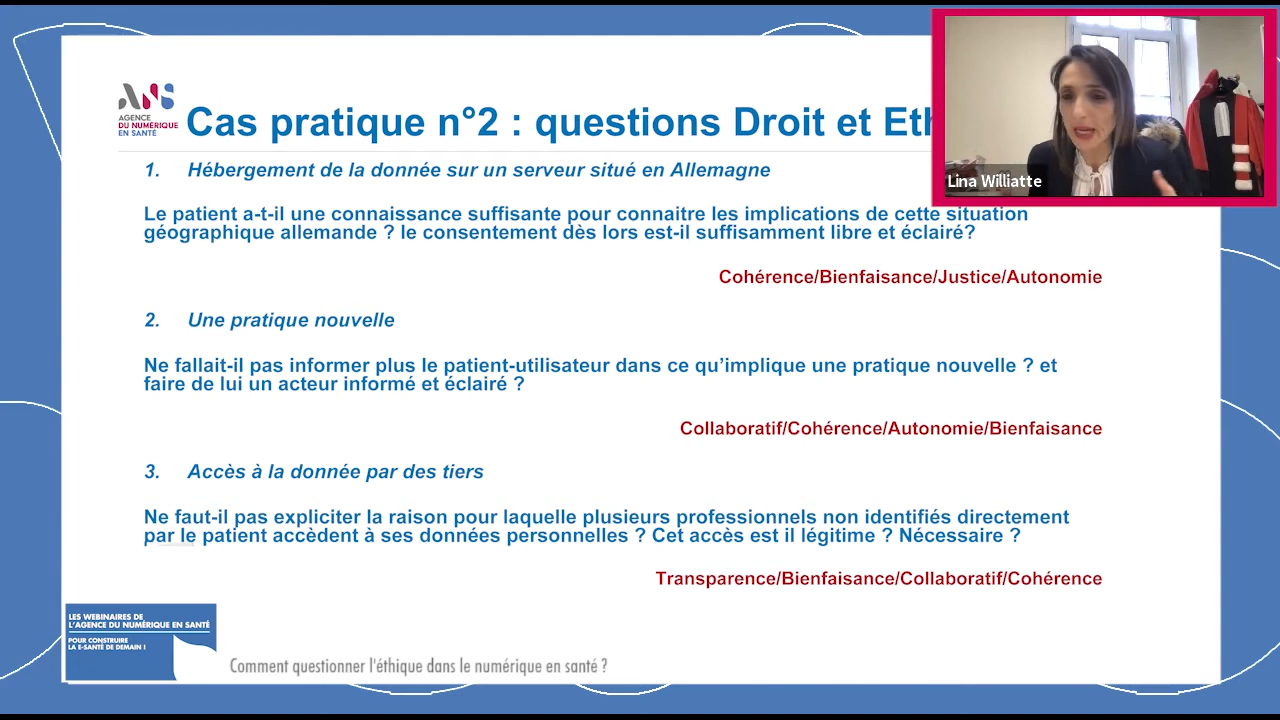 ANS
AGENCE
DU NUMÉRIQUE
EN SANTÉ
Cas pratique n°2 : questions Droit et Eth
Lina Williatte
1. Hébergement de la donnée sur un serveur situé en Allemagne
Le patient a-t-il une connaissance suffisante pour connaitre les implications de cette situation
géographique allemande ? le consentement dès lors est-il suffisamment libre et éclairé?
Cohérence/Bienfaisance/Justice/Autonomie
2. Une pratique nouvelle
Ne fallait-il pas informer plus le patient-utilisateur dans ce qu’implique une pratique nouvelle ? et
faire de lui un acteur informé et éclairé ?
Collaboratif/Cohérence/Autonomie/Bienfaisance
3. Accès à la donnée par des tiers
Ne faut-il pas expliciter la raison pour laquelle plusieurs professionnels non identifiés directement
par le patient accèdent à ses données personnelles ? Cet accès est il légitime ? Nécessaire ?
Transparence/Bienfaisance/Collaboratif/Cohérence
LES WEBINAIRES DE
L'AGENCE DU NUMÉRIQUE EN SANTÉ
POUR CONSTRUIRE
LA E-SANTÉ DE DEMAIN !
Comment questionner l'éthique dans le numérique en santé ?